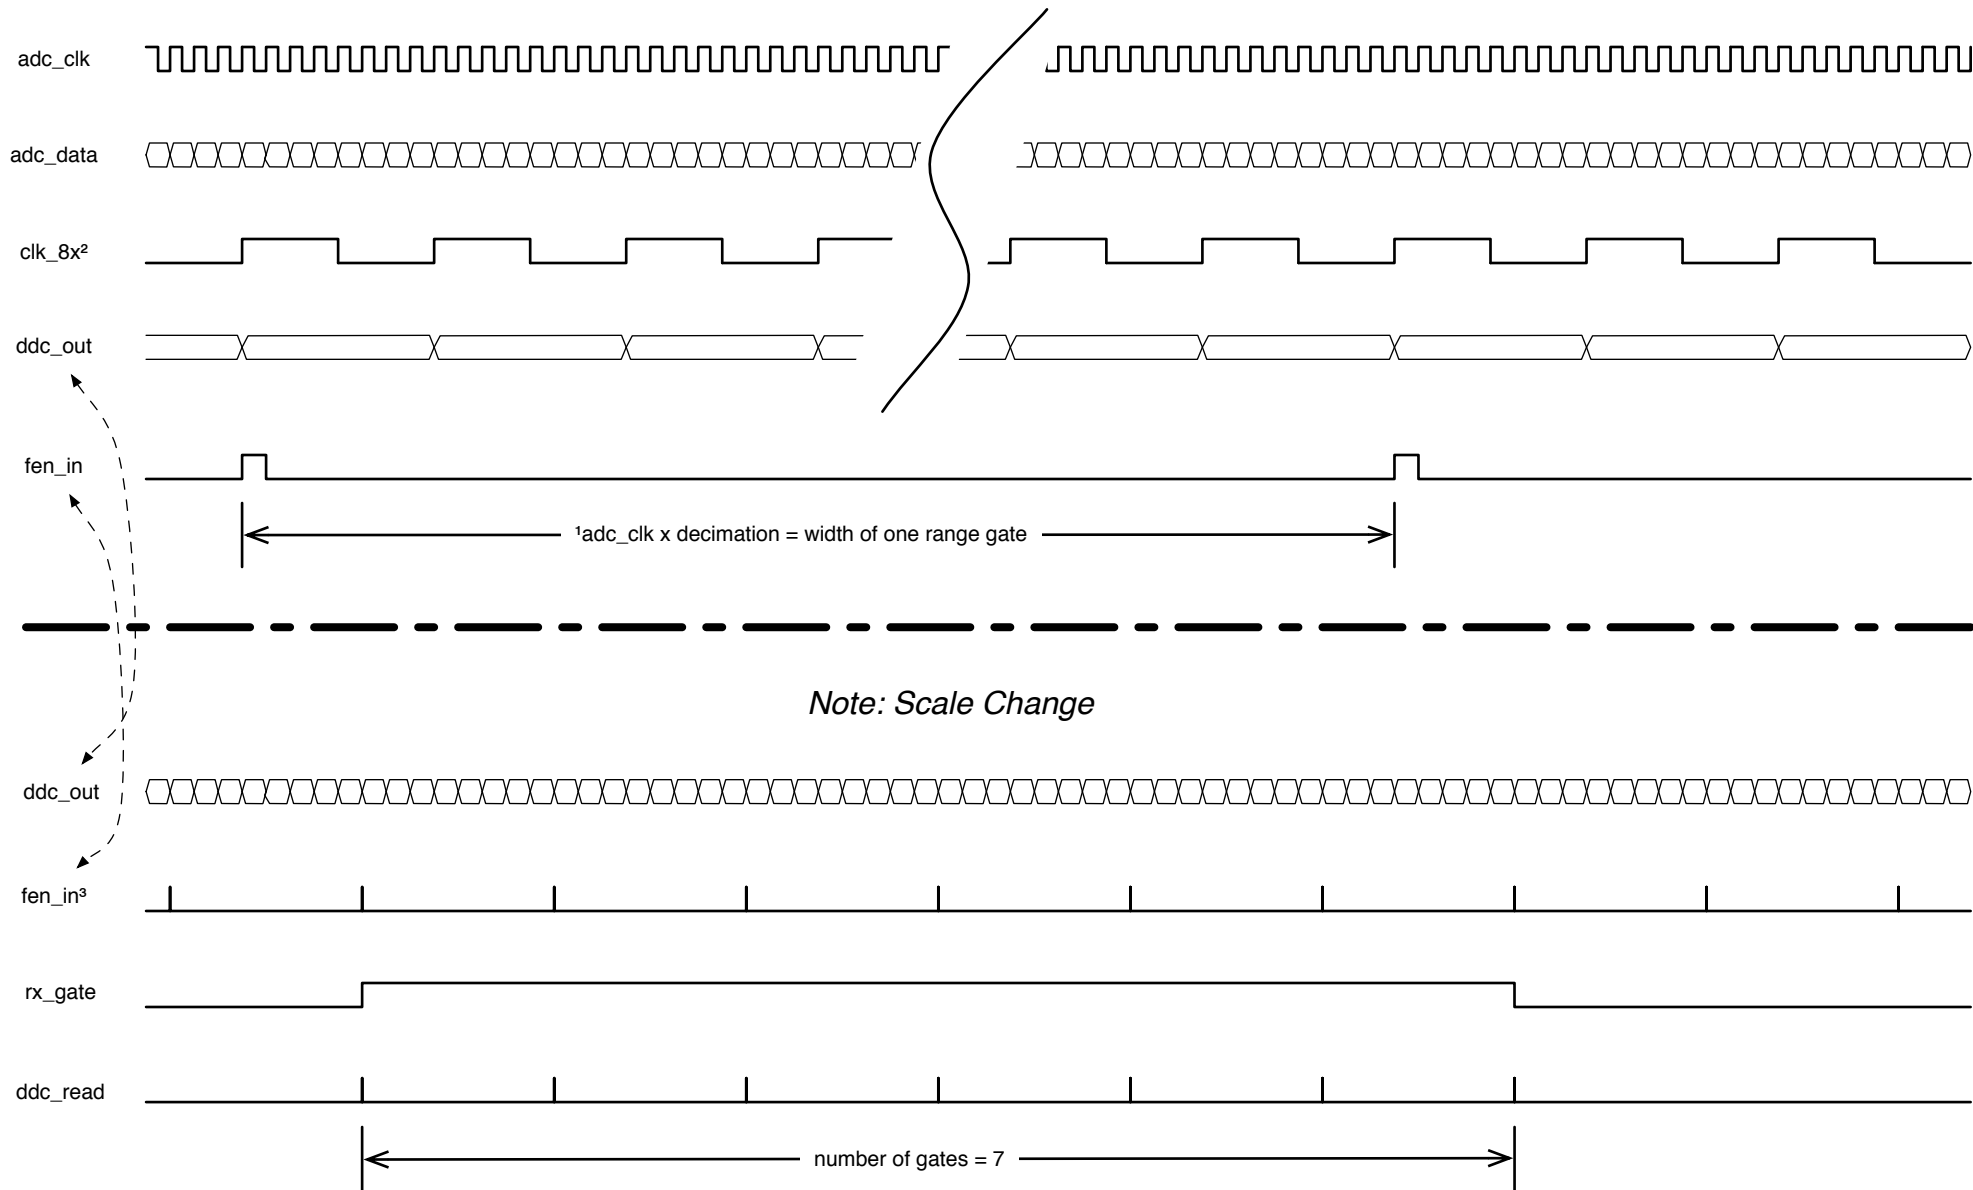 adc_clk
adc_data
clk_8x²
ddc_out
fen_in
¹adc_clk x decimation = width of one range gate
Note: Scale Change
ddc_out
fen_in³
rx_gate
ddc_read
number of gates = 7